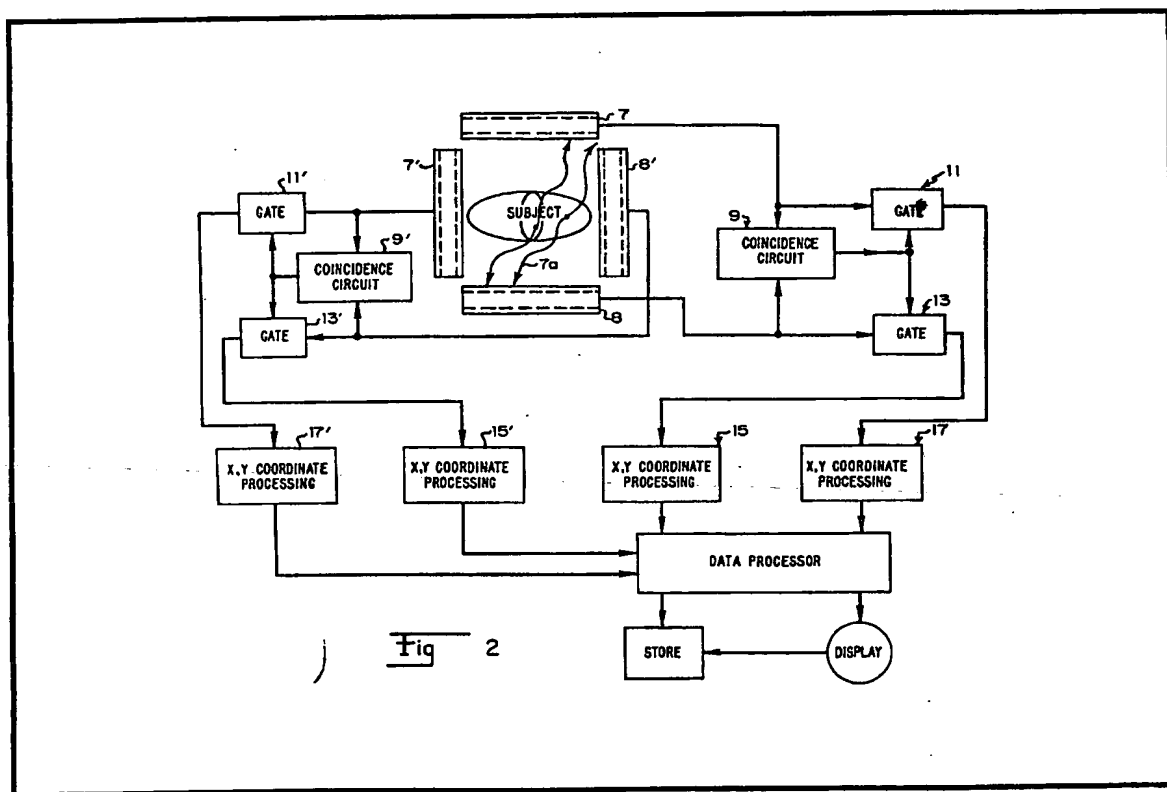 7
7'
8'
11'
11
GATE
SUBJECT
GATE
9'
9
COINCIDENCE
CIRCUIT
COINCIDENCE
CIRCUIT
7a
13'
13
GATE
8
GATE
17'
15'
15
17
X,Y COORDINATE
PROCESSING
X,Y COORDINATE
PROCESSING
X,Y COORDINATE
PROCESSING
X,Y COORDINATE
PROCESSING
DATA PROCESSOR
Fig 2
STORE
DISPLAY